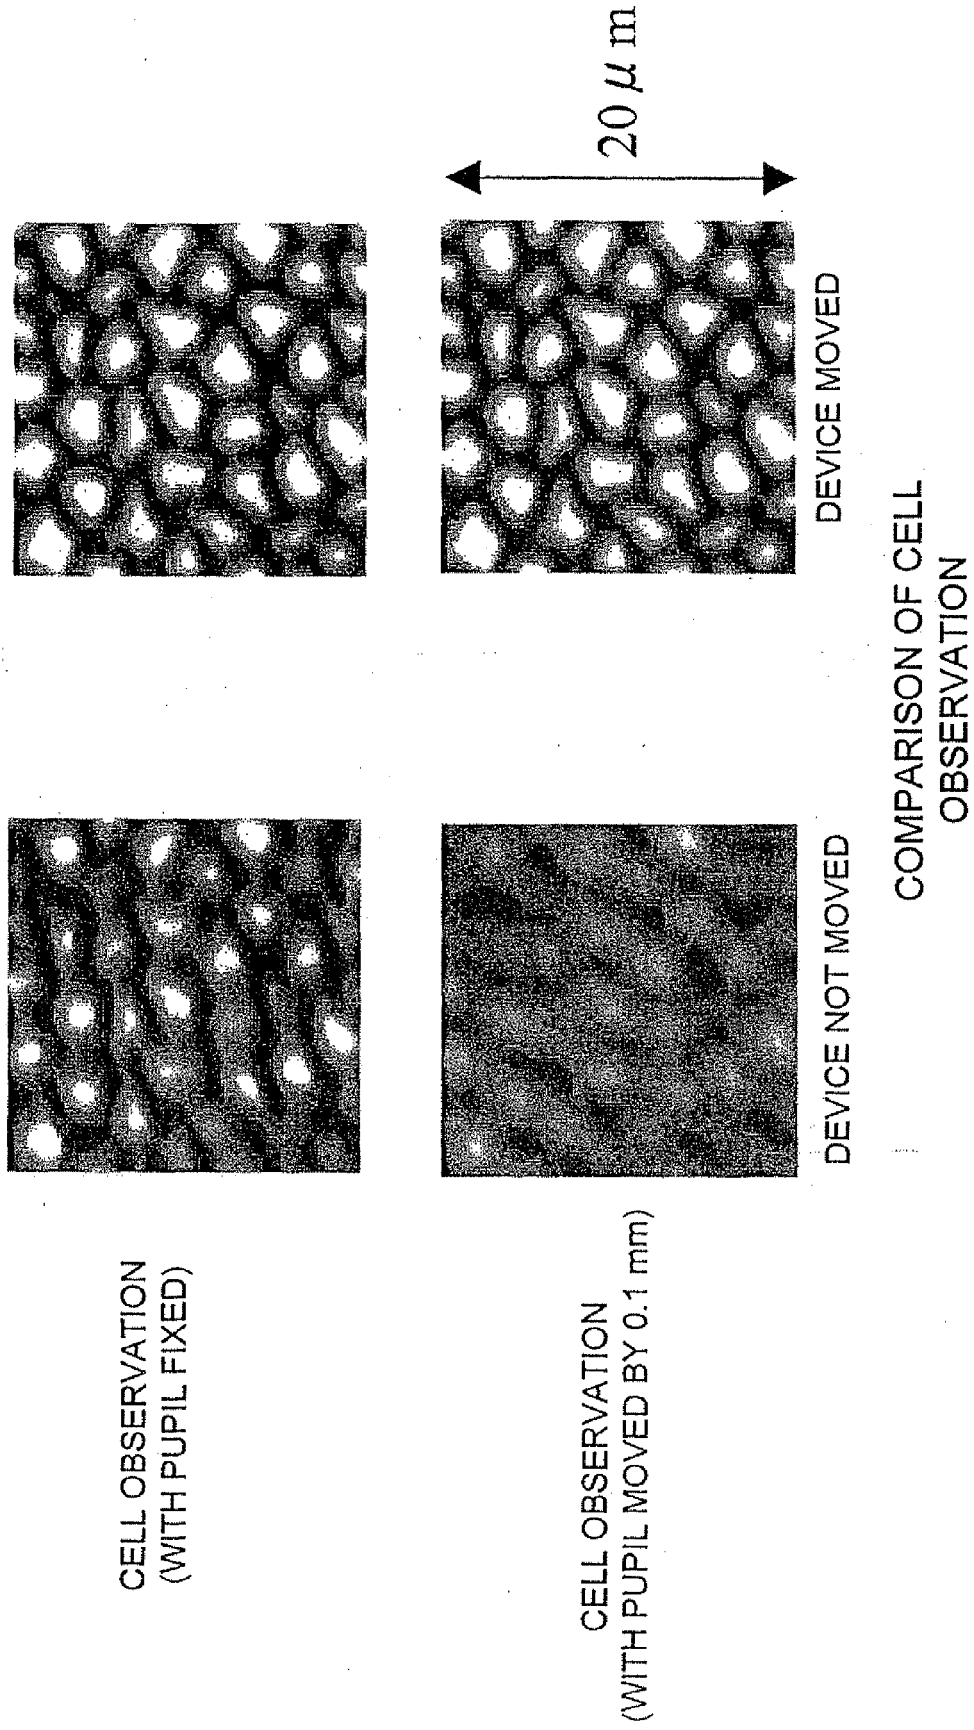 CELL OBSERVATION
(WITH PUPIL FIXED)
CELL OBSERVATION
(WITH PUPIL MOVED BY 0.1 mm)
20 μ m
DEVICE NOT MOVED
DEVICE MOVED
COMPARISON OF CELL
OBSERVATION